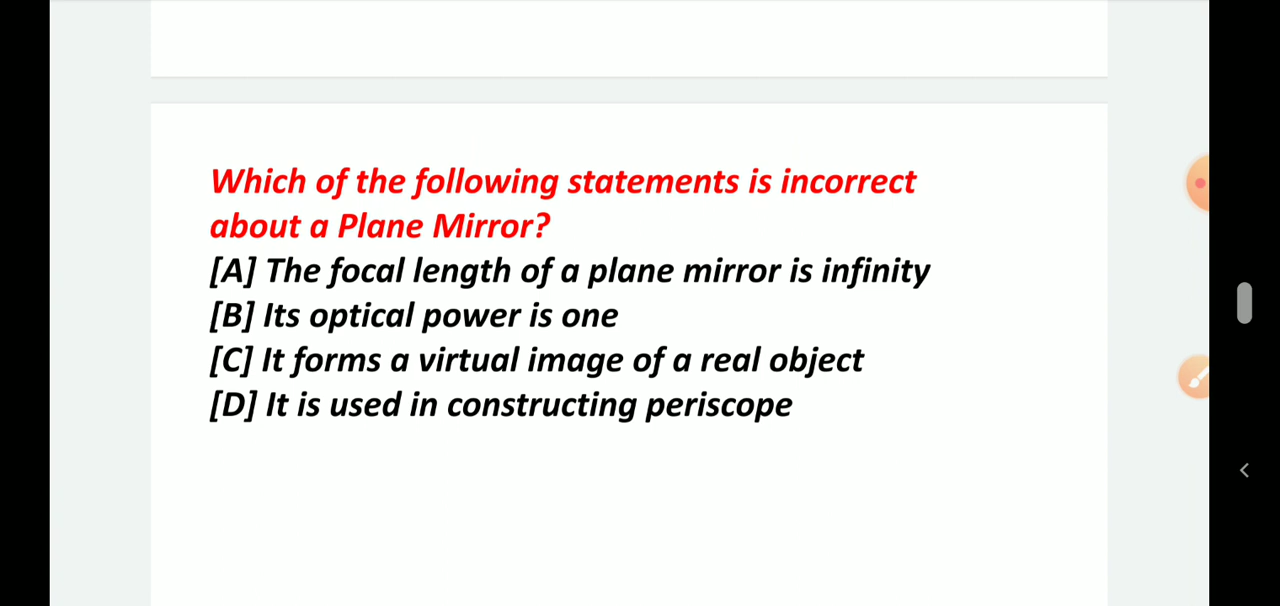 Which of the following statements is incorrect
about a Plane Mirror?
[A] The focal length of a plane mirror is infinity
[B] Its optical power is one
[C] It forms a virtual image of a real object
[D] It is used in constructing periscope